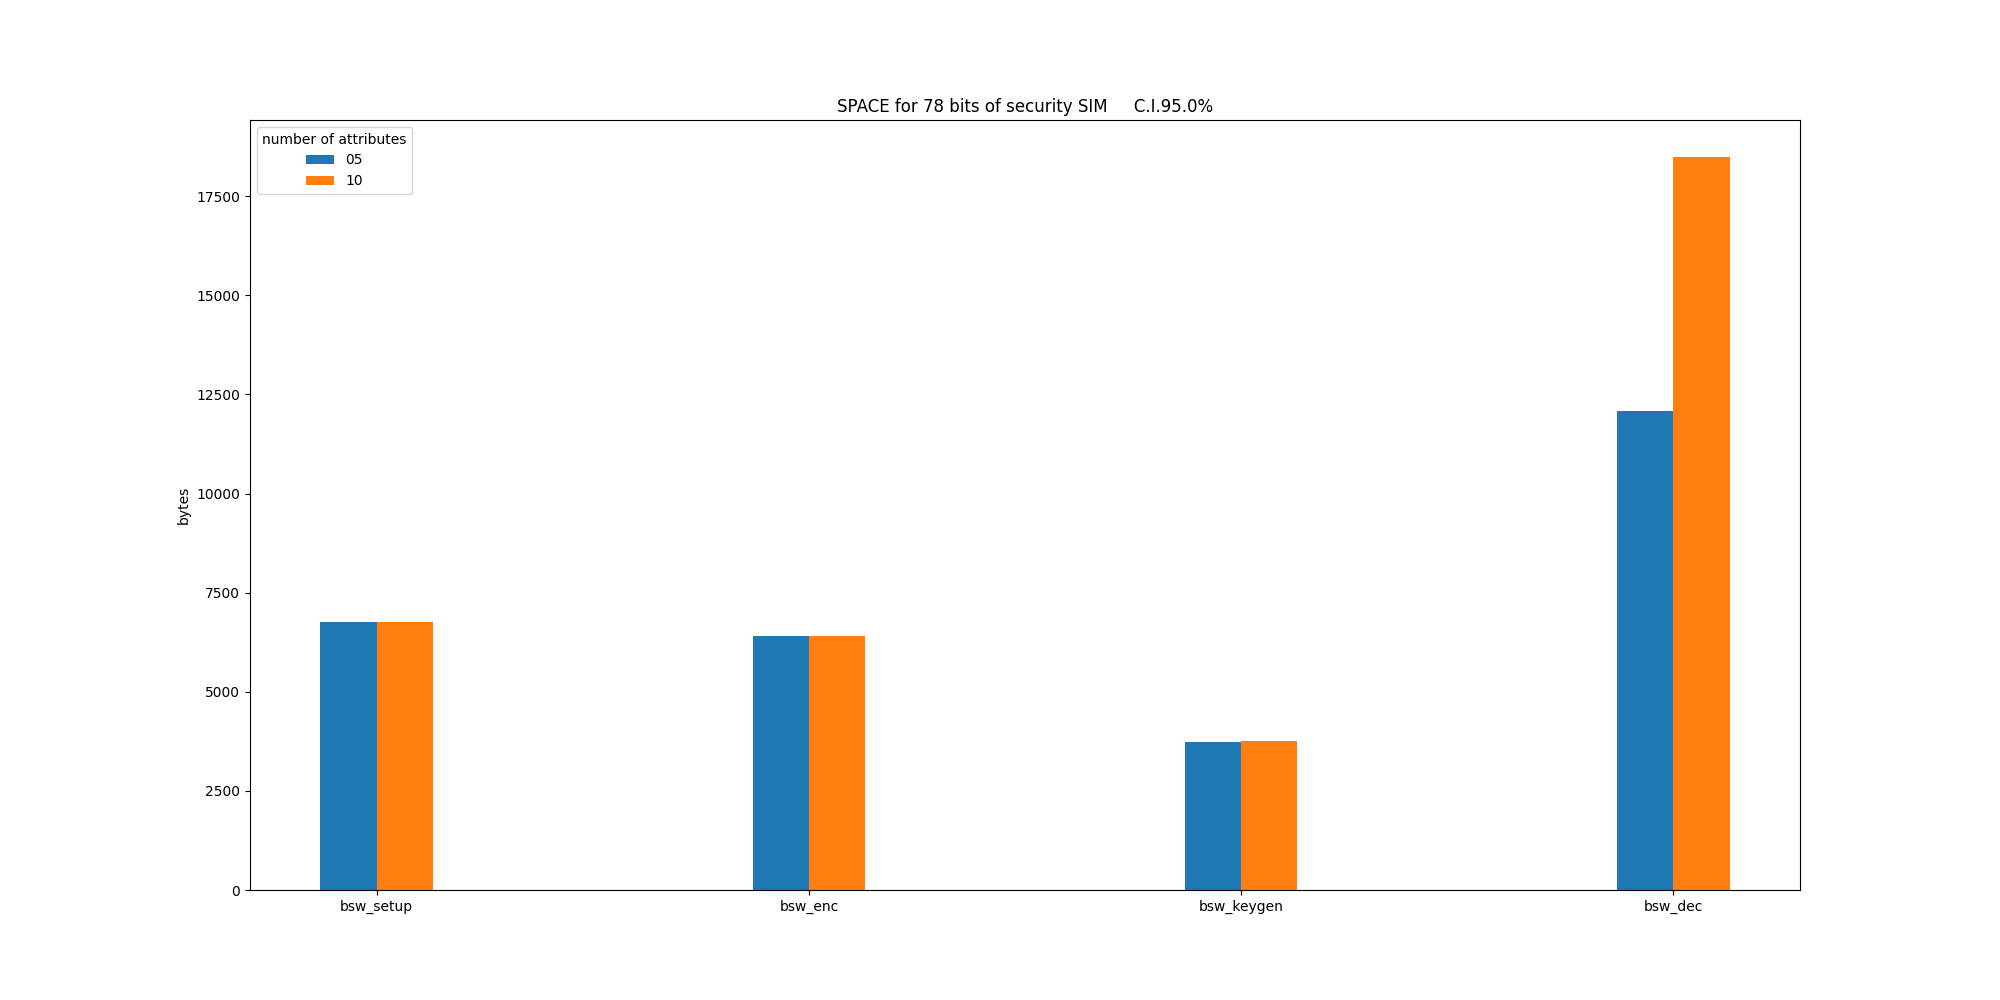 SPACE for 78 bits of security SIM     C.I.95.0%
number of attributes
05
10
17500
15000
12500
10000
7500
5000
2500
0
bytes
bsw_setup
bsw_enc
bsw_keygen
bsw_dec